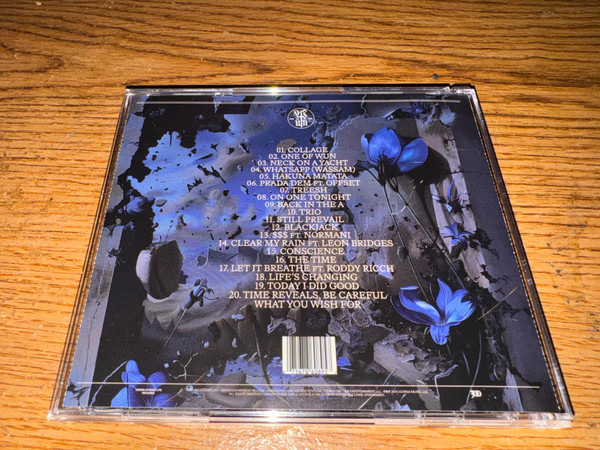 01. COLLAGE
02. ONE OF WUN
03. NECK ON A YACHT
04. WHATSAPP (WASSAM)
05. HAKUNA MATATA
06. PRADA DEM FT. OFFSET
07. TREESH
08. ON ONE TONIGHT
09. BACK IN THE A
10. TRIO
11. STILL PREVAIL
12. BLACKJACK
13. $$$ FT. NORMANI
14. CLEAR MY RAIN FT. LEON BRIDGES
15. CONSCIENCE
16. THE TIME
17. LET IT BREATHE FT. RODDY RICCH
18. LIFE'S CHANGING
19. TODAY I DID GOOD
20. TIME REVEALS, BE CAREFUL
WHAT YOU WISH FOR